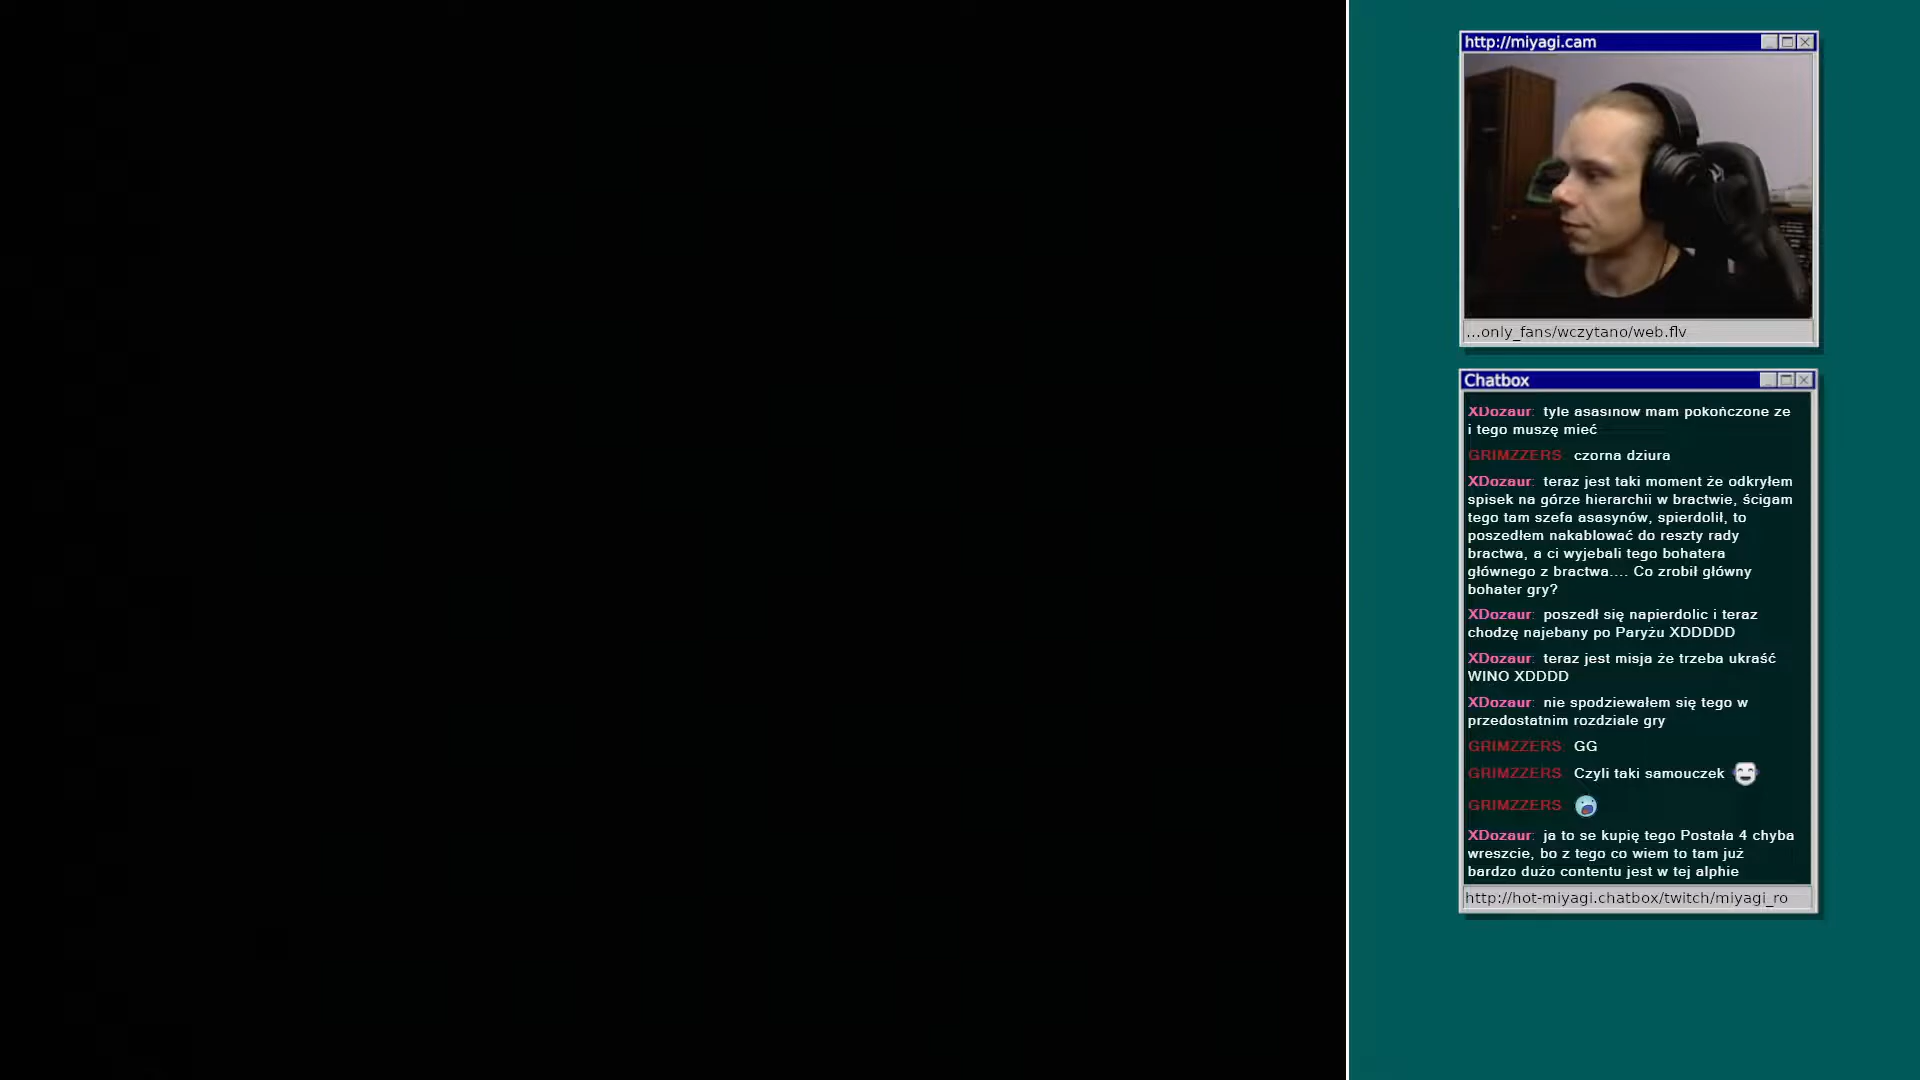 http://miyagi.cam
...only_fans/wczytano/web.flv
Chatbox
XDozaur: tyle asasinow mam pokończone ze
i tego muszę mieć
GRIMZZERS: czorna dziura
XDozaur: teraz jest taki moment że odkryłem
spisek na górze hierarchii w bractwie, ścigam
tego tam szefa asasynów, spierdolił, to
poszedłem nakablować do reszty rady
bractwa, a ci wyjebali tego bohatera
głównego z bractwa.... Co zrobił główny
bohater gry?
XDozaur: poszedł się napierdolic i teraz
chodzę najebany po Paryżu XDDDDD
XDozaur: teraz jest misja że trzeba ukraść
WINO XDDDD
XDozaur: nie spodziewałem się tego w
przedostatnim rozdziale gry
GRIMZZERS: GG
GRIMZZERS: Czyli taki samouczek
GRIMZZERS:
XDozaur: ja to se kupię tego Postała 4 chyba
wreszcie, bo z tego co wiem to tam już
bardzo dużo contentu jest w tej alphie
http://hot-miyagi.chatbox/twitch/miyagi_ro